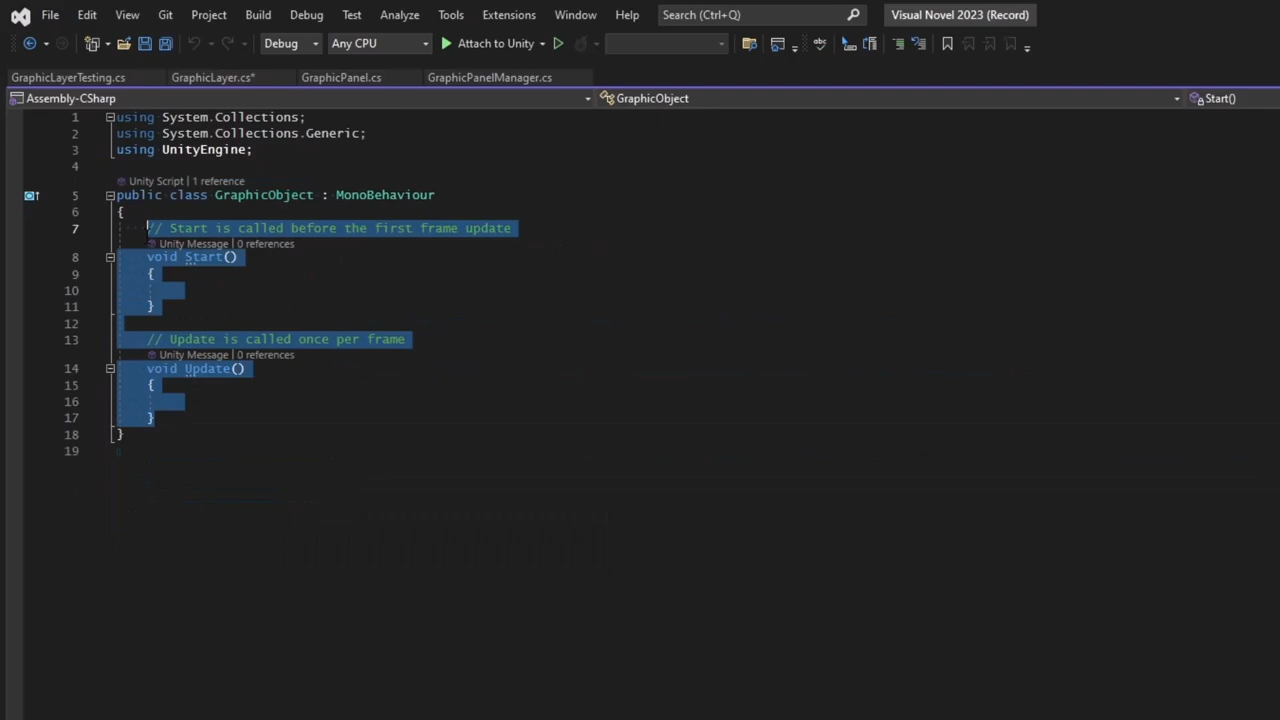 File Edit View Git Project Build Debug Test Analyze Tools Extensions Window Help Search (Ctrl+Q) Visual Novel 2023 (Record)
Debug Any CPU Attach to Unity
GraphicLayerTesting.cs GraphicLayer.cs* GraphicPanel.cs GraphicPanelManager.cs
Assembly-CSharp GraphicObject Start()
1 using System.Collections;
2 using System.Collections.Generic;
3 using UnityEngine;
4
Unity Script | 1 reference
5 public class GraphicObject : MonoBehaviour
6 {
7 // Start is called before the first frame update
Unity Message | 0 references
8 void Start()
9 {
10
11 }
12
13 // Update is called once per frame
Unity Message | 0 references
14 void Update()
15 {
16
17 }
18 }
19